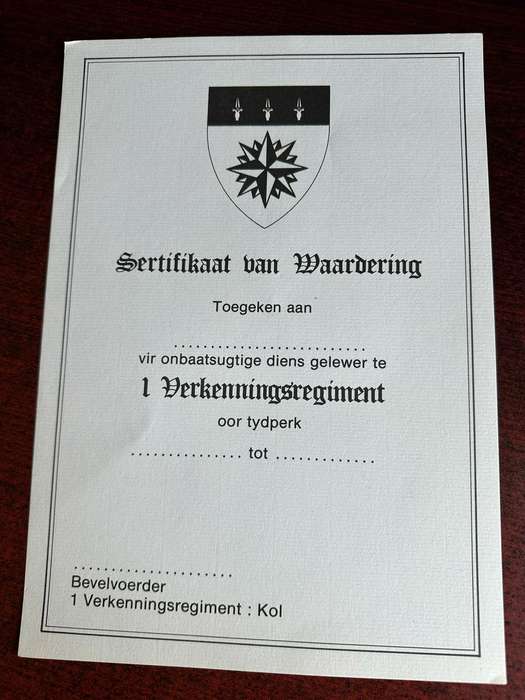 Sertifikaat van Waardering
Toegeken aan
..........................
vir onbaatsugtige diens gelewer te
1 Verkenningsregiment
oor tydperk
............... tot .............
.....................
Bevelvoerder
1 Verkenningsregiment : Kol